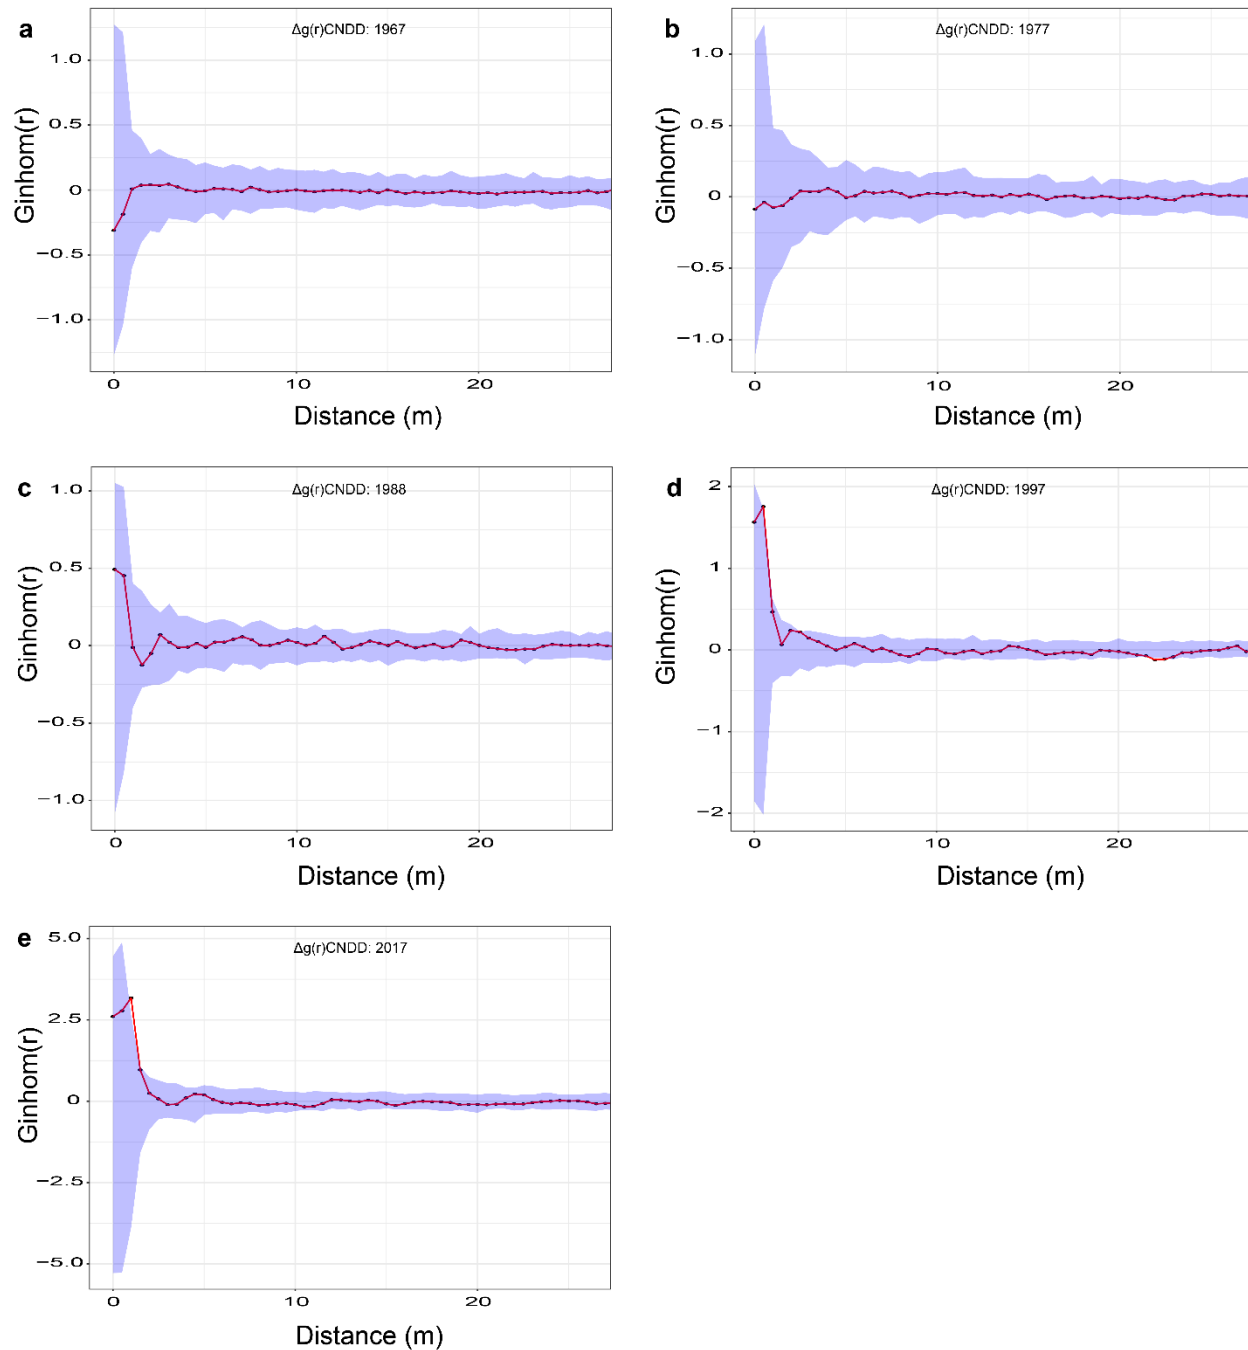 a
Δg(r)CNDD: 1967
Ginhom(r)
1.0
0.5
0
−0.5
−1.0
0 10 20
Distance (m)
b
Δg(r)CNDD: 1977
Ginhom(r)
1.0
0.5
0
−0.5
−1.0
0 10 20
Distance (m)
c
Δg(r)CNDD: 1988
Ginhom(r)
1.0
0.5
0
−0.5
−1.0
0 10 20
Distance (m)
d
Δg(r)CNDD: 1997
Ginhom(r)
2
1
0
−1
−2
0 10 20
Distance (m)
e
Δg(r)CNDD: 2017
Ginhom(r)
5.0
2.5
0
−2.5
−5.0
0 10 20
Distance (m)